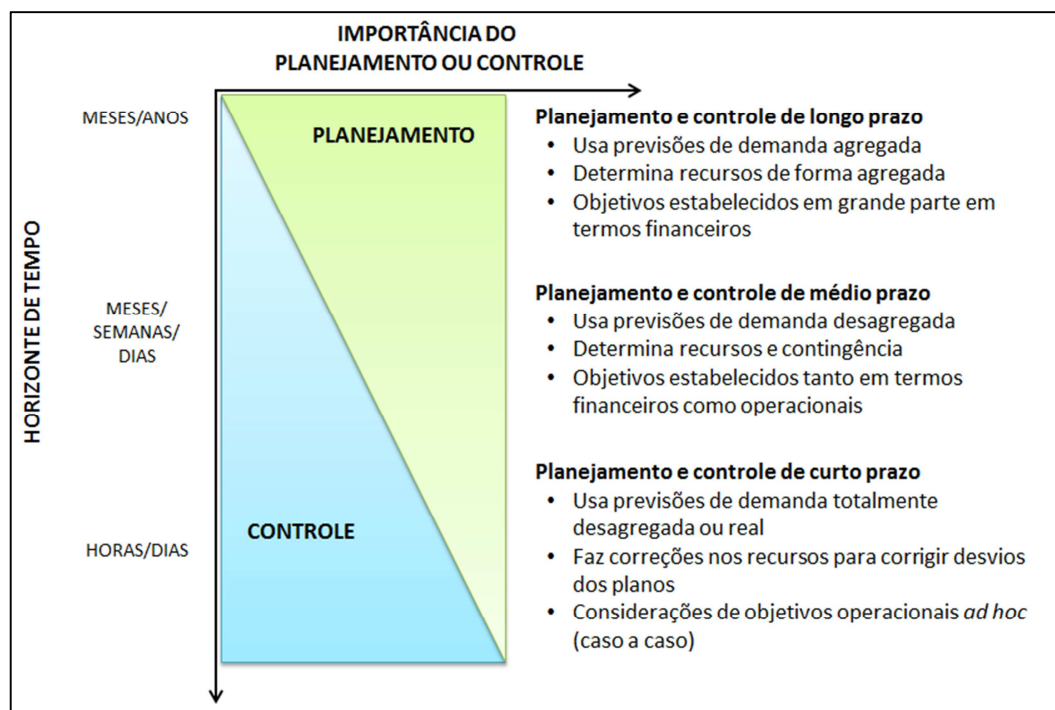 IMPORTÂNCIA DO
PLANEJAMENTO OU CONTROLE
HORIZONTE DE TEMPO
MESES/ANOS
MESES/
SEMANAS/
DIAS
HORAS/DIAS
PLANEJAMENTO
CONTROLE
Planejamento e controle de longo prazo
• Usa previsões de demanda agregada
• Determina recursos de forma agregada
• Objetivos estabelecidos em grande parte em
termos financeiros
Planejamento e controle de médio prazo
• Usa previsões de demanda desagregada
• Determina recursos e contingência
• Objetivos estabelecidos tanto em termos
financeiros como operacionais
Planejamento e controle de curto prazo
• Usa previsões de demanda totalmente
desagregada ou real
• Faz correções nos recursos para corrigir desvios
dos planos
• Considerações de objetivos operacionais ad hoc
(caso a caso)